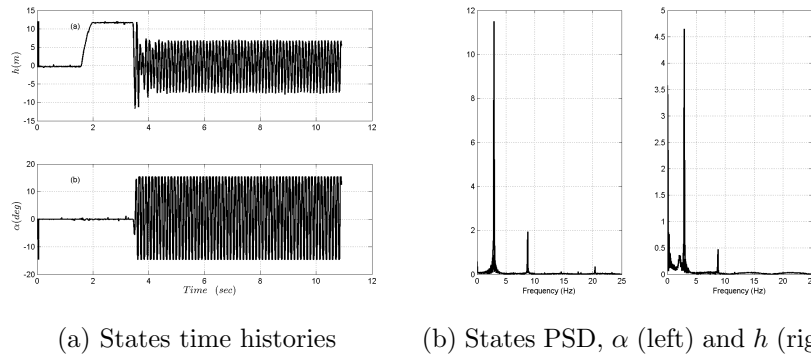 15
10
5
0
-5
-10
-15
0 2 4 6 8 10 12
h(m)
(a)
20
10
0
-10
-20
0 2 4 6 8 10 12
α(deg)
(b)
Time (sec)
12
10
8
6
4
2
0
0 5 10 15 20 25
Frequency (Hz)
5
4.5
4
3.5
3
2.5
2
1.5
1
0.5
0
0 5 10 15 20 25
Frequency (Hz)
(a) States time histories
(b) States PSD, α (left) and h (rig